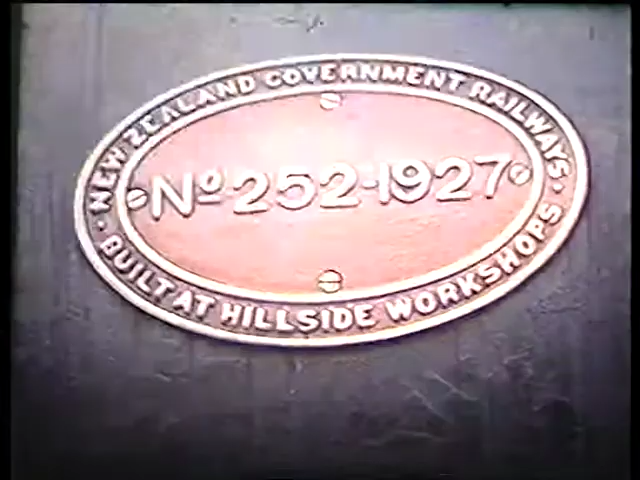 NEW ZEALAND GOVERNMENT RAILWAYS
Nº 252-1927
BUILT AT HILLSIDE WORKSHOPS